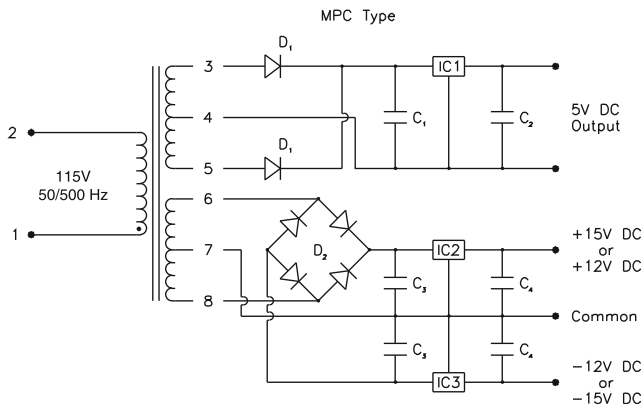 MPC Type
D₁
3
IC1
2
4
C₁
C₂
5V DC
Output
D₁
5
115V
50/500 Hz
6
1
7
D₂
IC2
+15V DC
or
+12V DC
C₃
C₄
8
Common
C₃
C₄
IC3
-12V DC
or
-15V DC